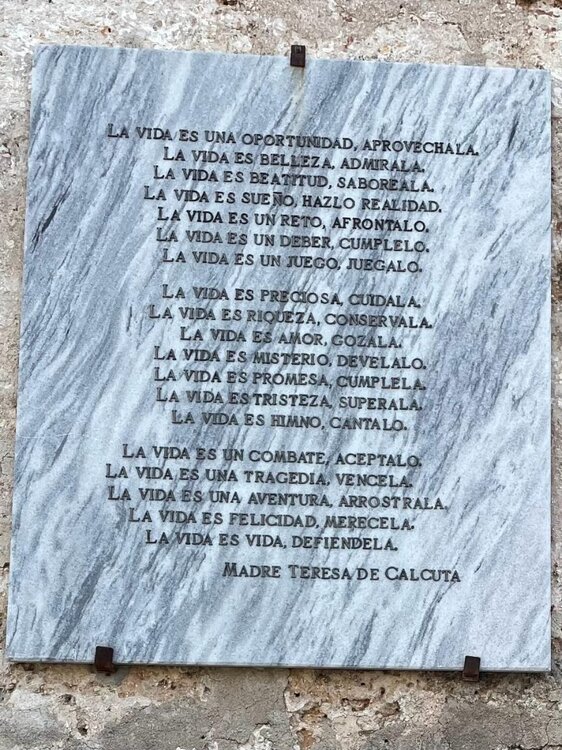 LA VIDA ES UNA OPORTUNIDAD, APROVECHALA.
LA VIDA ES BELLEZA, ADMIRALA.
LA VIDA ES BEATITUD, SABOREALA.
LA VIDA ES SUEÑO, HAZLO REALIDAD.
LA VIDA ES UN RETO, AFRONTALO.
LA VIDA ES UN DEBER, CUMPLELO.
LA VIDA ES UN JUEGO, JUEGALO.
LA VIDA ES PRECIOSA, CUIDALA.
LA VIDA ES RIQUEZA, CONSERVALA.
LA VIDA ES AMOR, GOZALA.
LA VIDA ES MISTERIO, DEVELALO.
LA VIDA ES PROMESA, CUMPLELA.
LA VIDA ES TRISTEZA, SUPERALA.
LA VIDA ES HIMNO, CANTALO.
LA VIDA ES UN COMBATE, ACEPTALO.
LA VIDA ES UNA TRAGEDIA, VENCELA.
LA VIDA ES UNA AVENTURA, ARROSTRALA.
LA VIDA ES FELICIDAD, MERECELA.
LA VIDA ES VIDA, DEFIENDELA.
MADRE TERESA DE CALCUTA